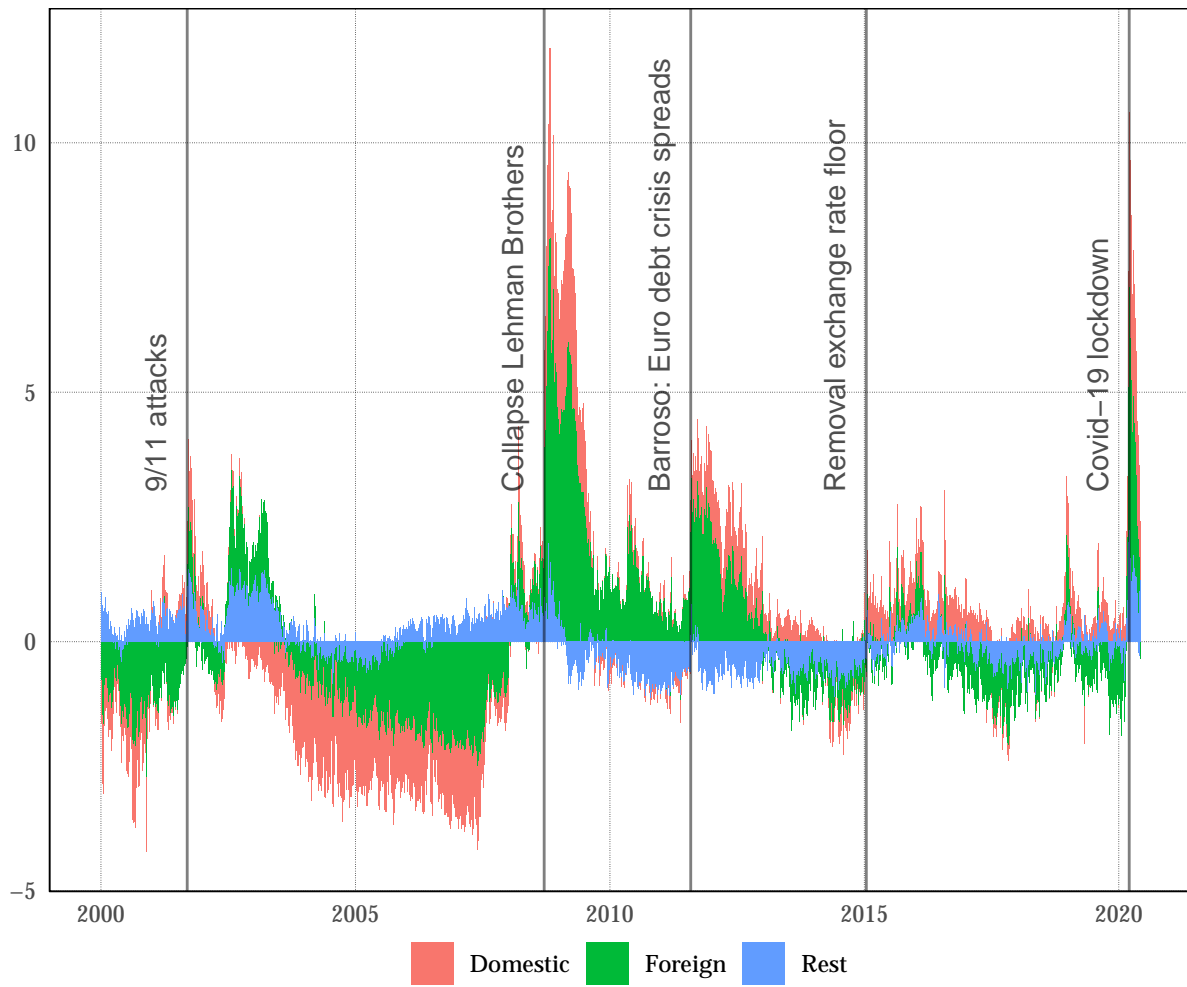 10
5
0
−5
9/11 attacks
Collapse Lehman Brothers
Barroso: Euro debt crisis spreads
Removal exchange rate floor
Covid−19 lockdown
2000
2005
2010
2015
2020
Domestic
Foreign
Rest